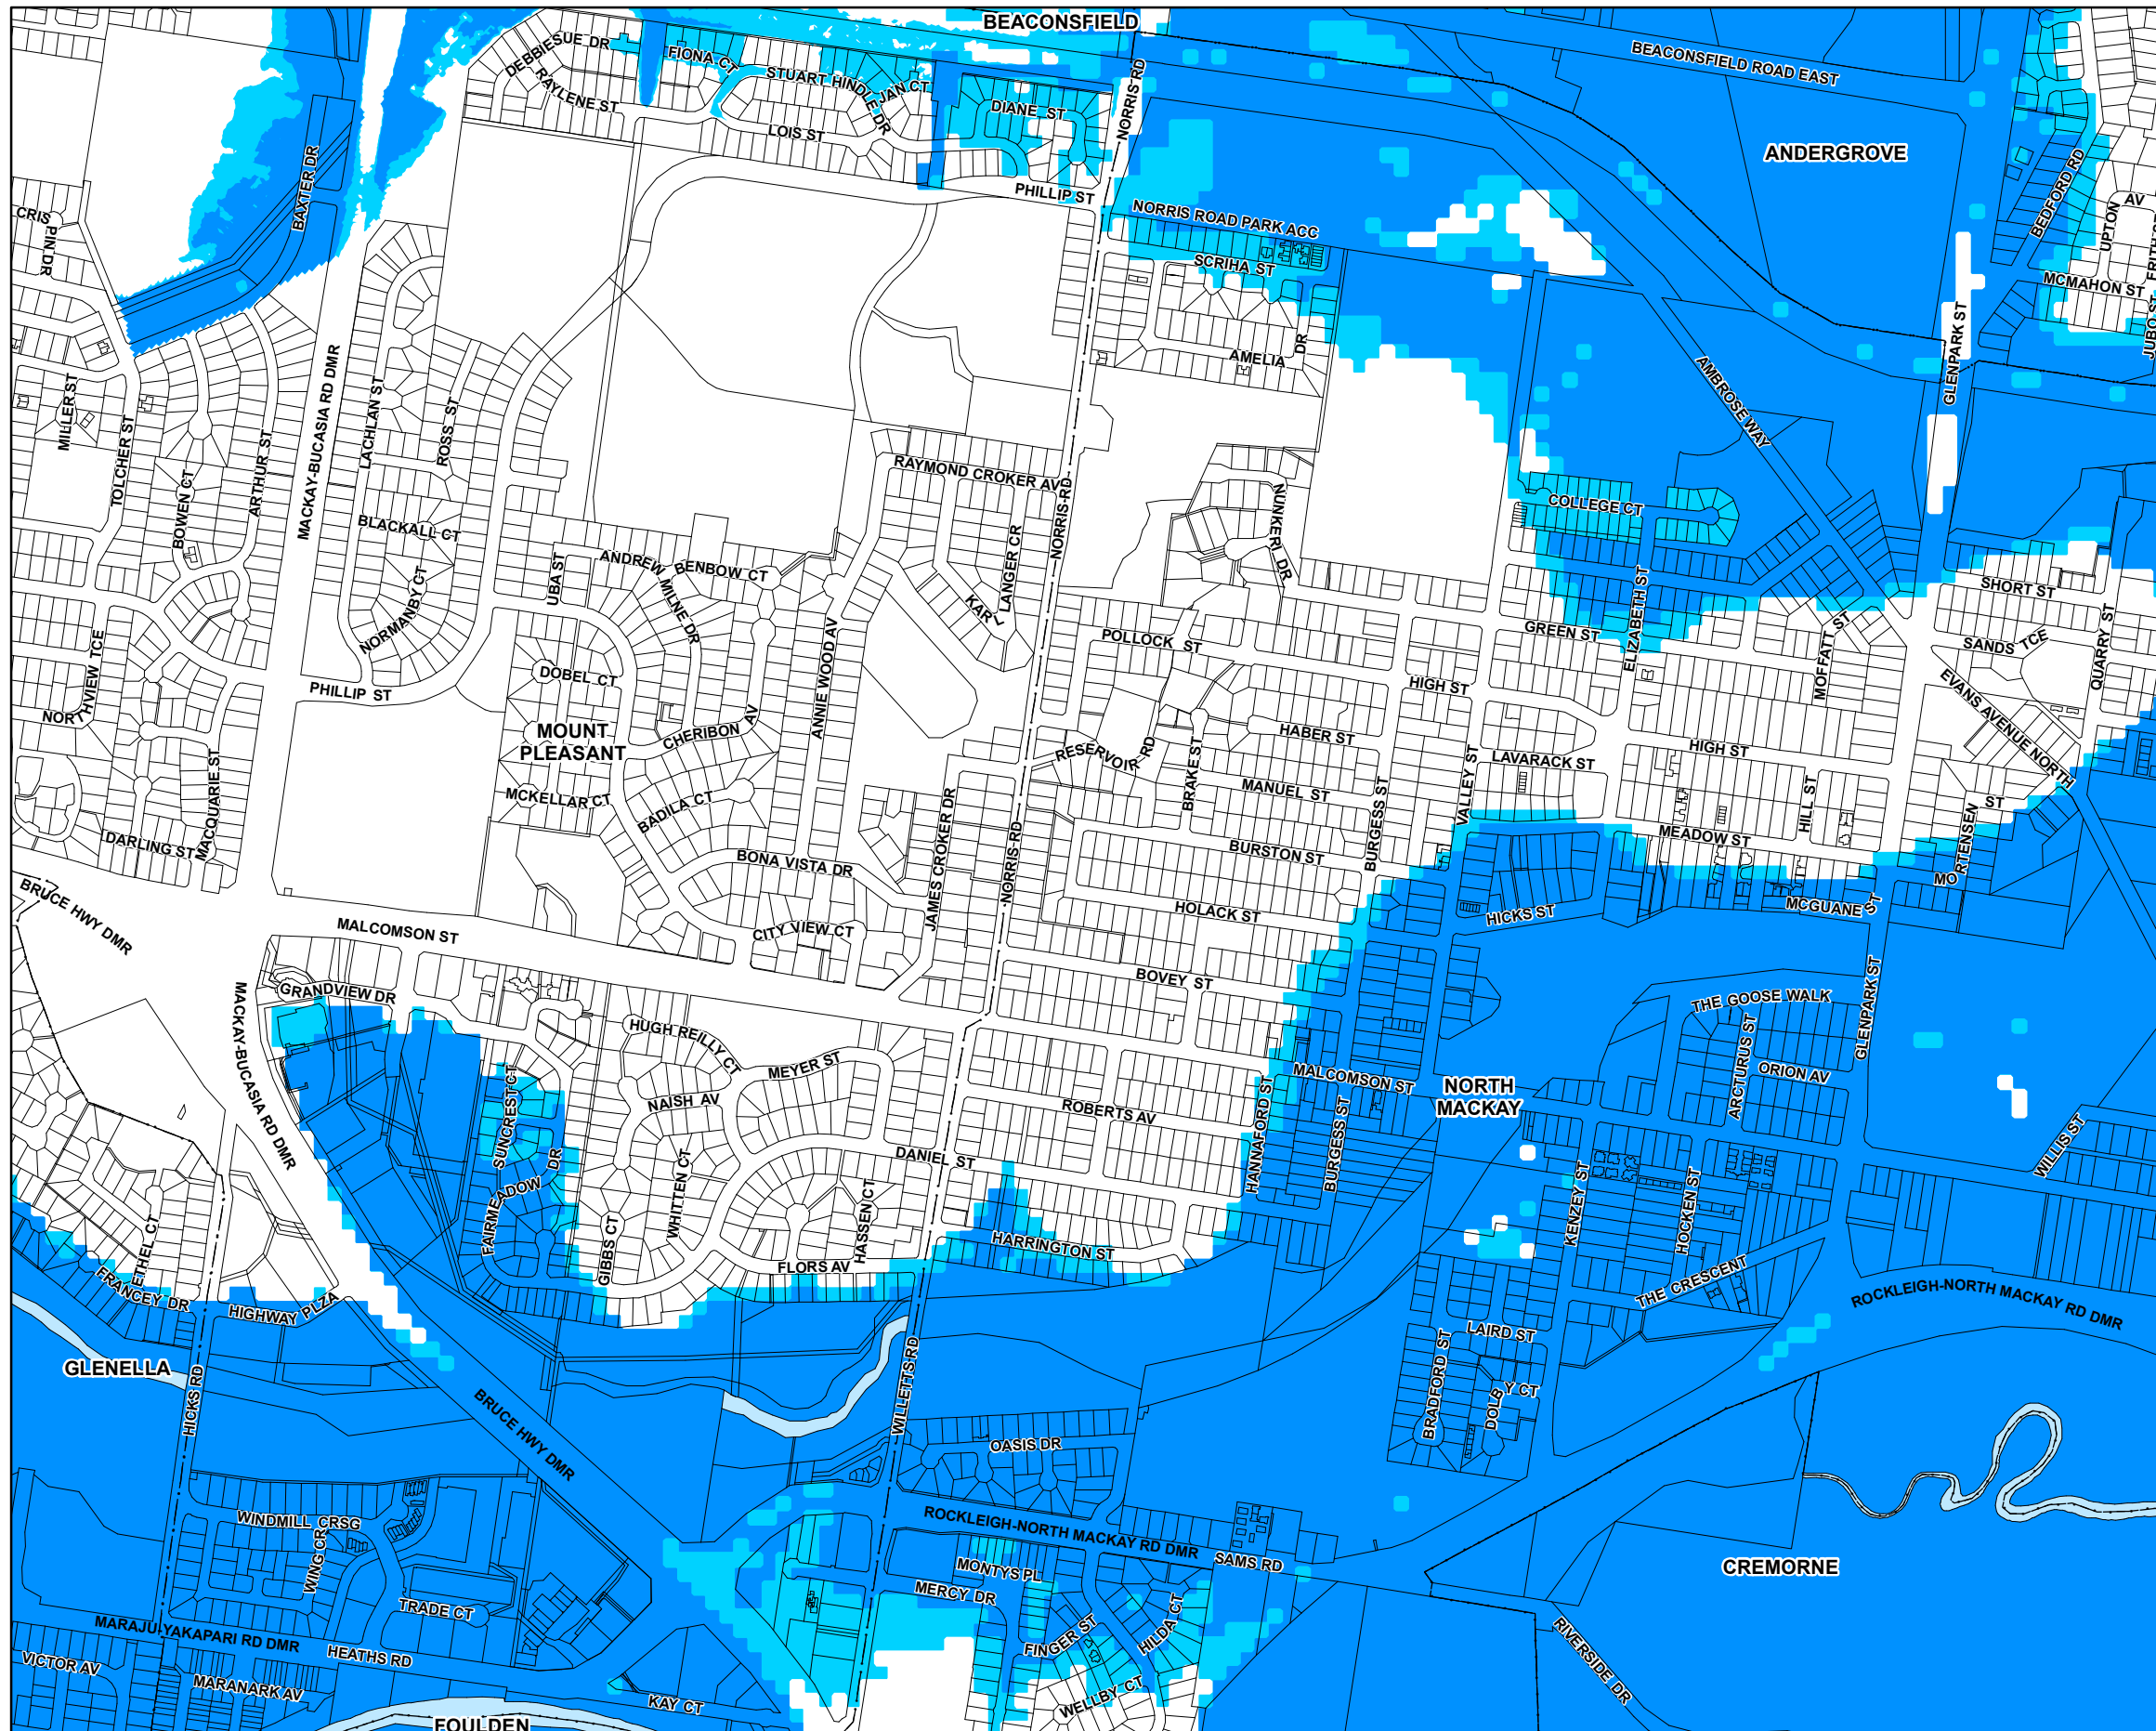 BEACONSFIELD
SUE DR
DEBBIE
FIONA CT
BEACONSFIELD ROAD EAST
RAYLENE ST
STUART HINDLE DR
JAN CT
DIANE ST
NORRIS RD
LOIS ST
ANDERGROVE
BAXTER DR
BEDFORD RD
PHILLIP ST
AV
UPTON
CRISPIN DR
NORRIS ROAD PARK ACC
SCRIHA ST
MCMAHON ST
JUBO ST
GLENPARK ST
AMELIA DR
AMBROSE WAY
MILLER ST
TOLCHER ST
MACKAY-BUCASIA RD DMR
LACHLAN ST
ROSS ST
ARTHUR ST
BOWEN CT
RAYMOND CROKER AV
NORRIS RD
NUNKERI DR
COLLEGE CT
BLACKALL CT
UBA ST
ANDREW MILNE DR
BENBOW CT
LANGER CR
KARL
NORMANBY CT
ELIZABETH ST
SHORT ST
GREEN ST
MOFFATT ST
SANDS TCE
QUARRY ST
POLLOCK ST
ANNIE WOOD AV
NORTHVIEW TCE
DOBEL CT
PHILLIP ST
HIGH ST
EVANS AVENUE NORTH
MOUNT
PLEASANT
CHERIBON AV
HABER ST
HIGH ST
RESERVOIR RD
BRAKE ST
LAVARACK ST
MACQUARIE ST
MCKELLAR CT
BADILA CT
MANUEL ST
BURGESS ST
VALLEY ST
HILL ST
MEADOW ST
DARLING ST
JAMES CROKER DR
NORRIS RD
BURSTON ST
BONA VISTA DR
MORTENSEN ST
BRUCE HWY DMR
HOLACK ST
HICKS ST
MCGUANE ST
MALCOMSON ST
CITY VIEW CT
BOVEY ST
GRANDVIEW DR
THE GOOSE WALK
GLENPARK ST
MACKAY-BUCASIA RD DMR
HUGH REILLY CT
MEYER ST
MALCOMSON ST
NORTH
MACKAY
ARCTURUS ST
ORION AV
NAISH AV
ROBERTS AV
SUNCREST CT
HANNAFORD ST
BURGESS ST
WILLIS ST
DANIEL ST
KENZEY ST
HOCKEN ST
FAIRMEADOW DR
WHITTEN CT
HASSEN CT
GIBBS CT
HARRINGTON ST
ETHEL CT
FLORS AV
FRANCEY DR
HIGHWAY PLZA
THE CRESCENT
ROCKLEIGH-NORTH MACKAY RD DMR
LAIRD ST
GLENELLA
HICKS RD
WILLETTS RD
BRADFORD ST
DOLBY CT
BRUCE HWY DMR
OASIS DR
WINDMILL CRSG
WING CR
ROCKLEIGH-NORTH MACKAY RD DMR
SAMS RD
CREMORNE
MONTYS PL
MERCY DR
TRADE CT
HILDA CT
FINGER ST
MARAJU-YAKAPARI RD DMR
HEATHS RD
RIVERSIDE DR
VICTOR AV
MARANARK AV
WELLBY CT
KAY CT
FOULDEN